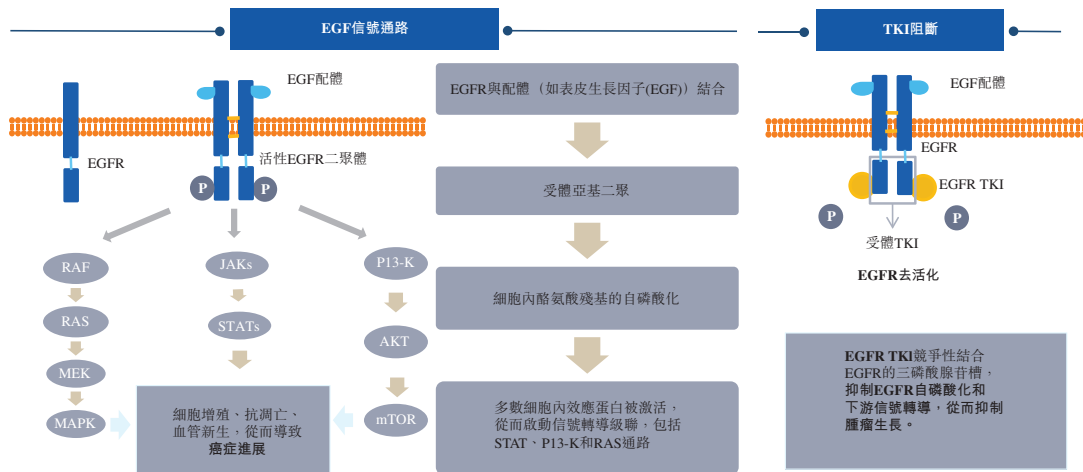 EGF信號通路
EGF配體
EGFR
活性EGFR二聚體
P
P
RAF
RAS
MEK
MAPK
JAKs
STATs
P13-K
AKT
mTOR
細胞增殖、抗凋亡、
血管新生，從而導致
癌症進展
EGFR與配體（如表皮生長因子(EGF)）結合
受體亞基二聚
細胞內酪氨酸殘基的自磷酸化
多數細胞內效應蛋白被激活，
從而啟動信號轉導級聯，包括
STAT、P13-K和RAS通路
TKI阻斷
EGF配體
EGFR
EGFR TKI
P
P
受體TKI
EGFR去活化
EGFR TKI競爭性結合
EGFR的三磷酸腺苷槽，
抑制EGFR自磷酸化和
下游信號轉導，從而抑制
腫瘤生長。